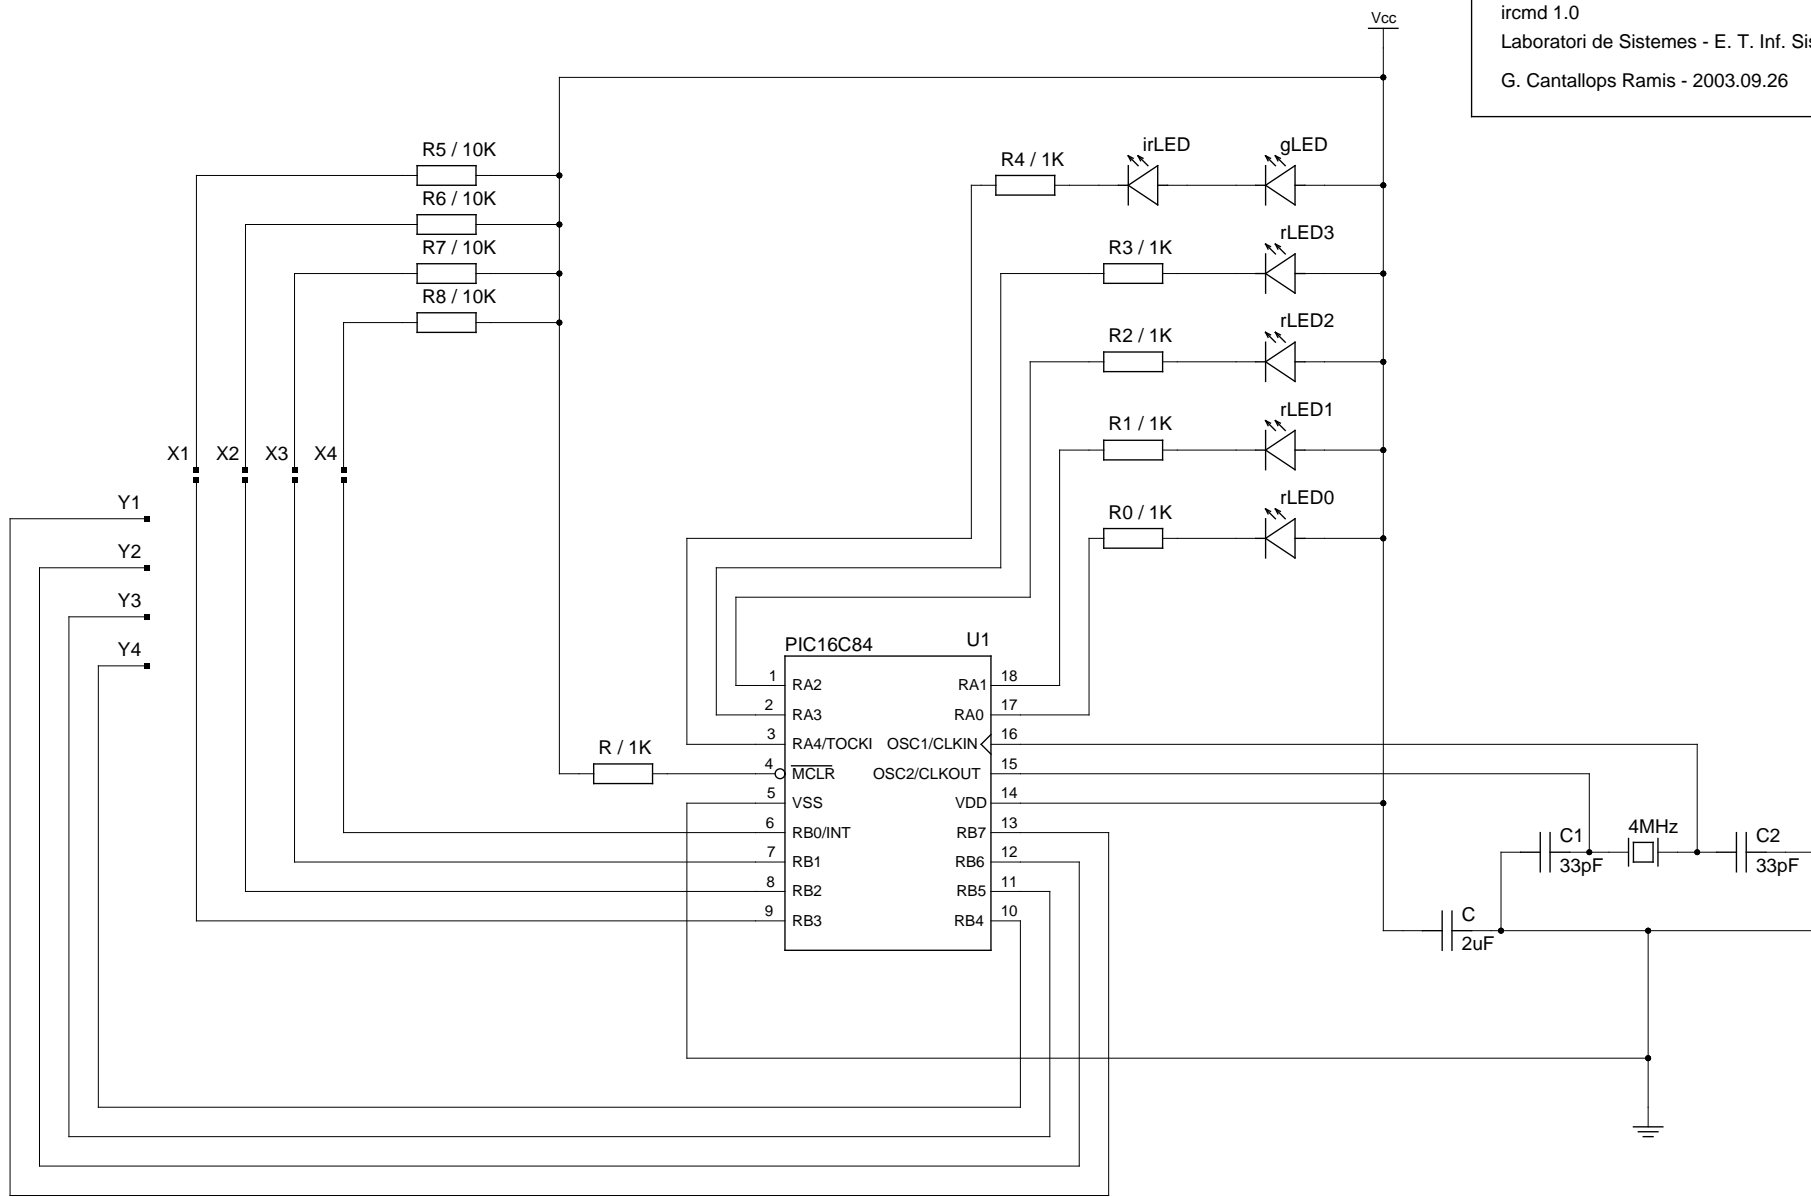 Vcc
ircmd 1.0
Laboratori de Sistemes - E. T. Inf.
G. Cantallops Ramis - 2003.09.26
R5 / 10K
R6 / 10K
R7 / 10K
R8 / 10K
R4 / 1K
irLED
gLED
R3 / 1K
rLED3
R2 / 1K
rLED2
R1 / 1K
rLED1
R0 / 1K
rLED0
X1
X2
X3
X4
Y1
Y2
Y3
Y4
PIC16C84
U1
R / 1K
1 RA2
2 RA3
3 RA4/TOCKI
4 MCLR
5 VSS
6 RB0/INT
7 RB1
8 RB2
9 RB3
RA1 18
RA0 17
OSC1/CLKIN 16
OSC2/CLKOUT 15
VDD 14
RB7 13
RB6 12
RB5 11
RB4 10
C1
33pF
4MHz
C2
33pF
C
2uF